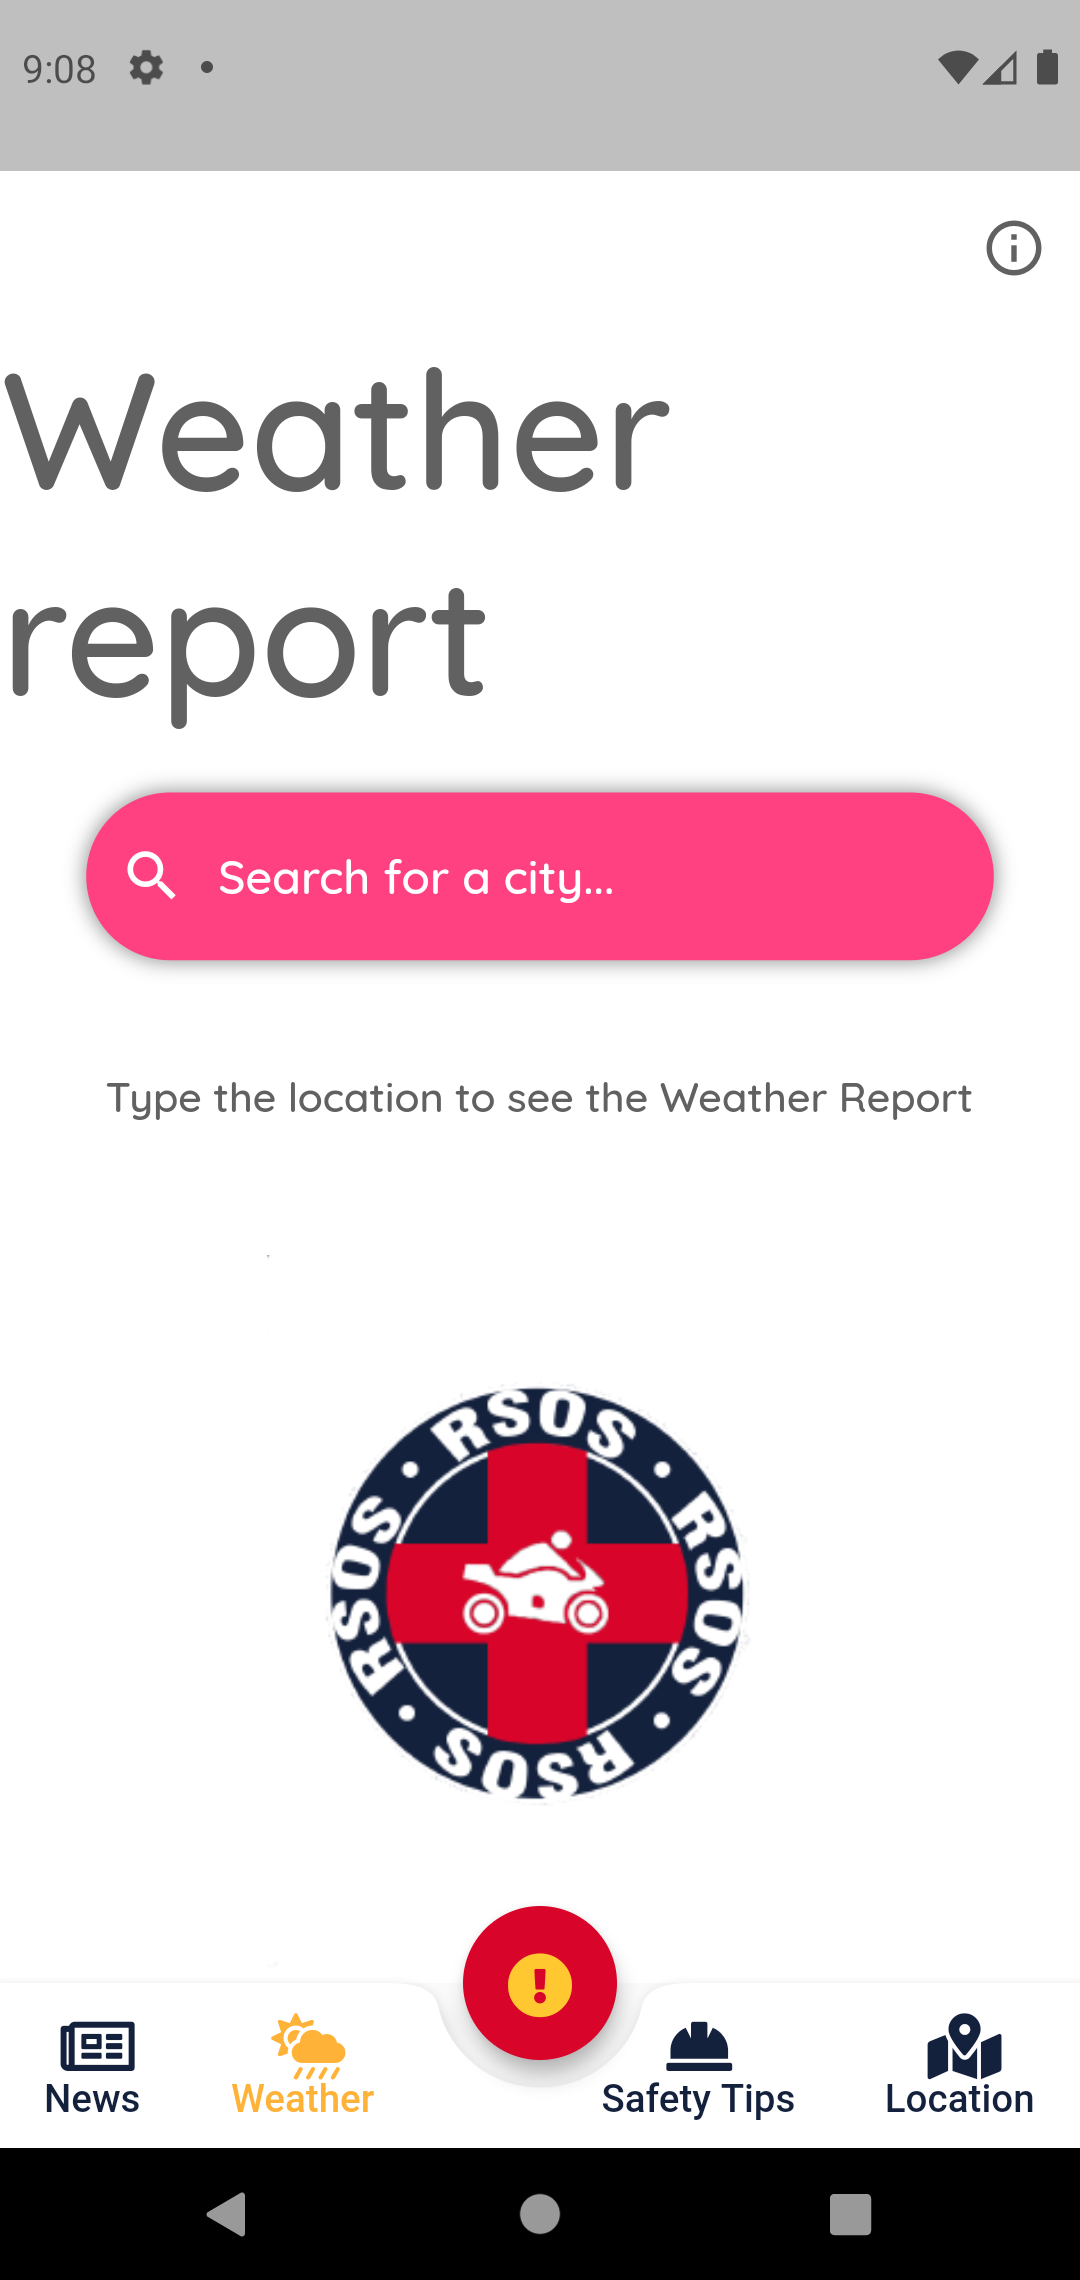 9:08
Weather
report
Search for a city...
Type the location to see the Weather Report
RSOS • RSOS • RSOS • RSOS •
News
Weather
Safety Tips
Location